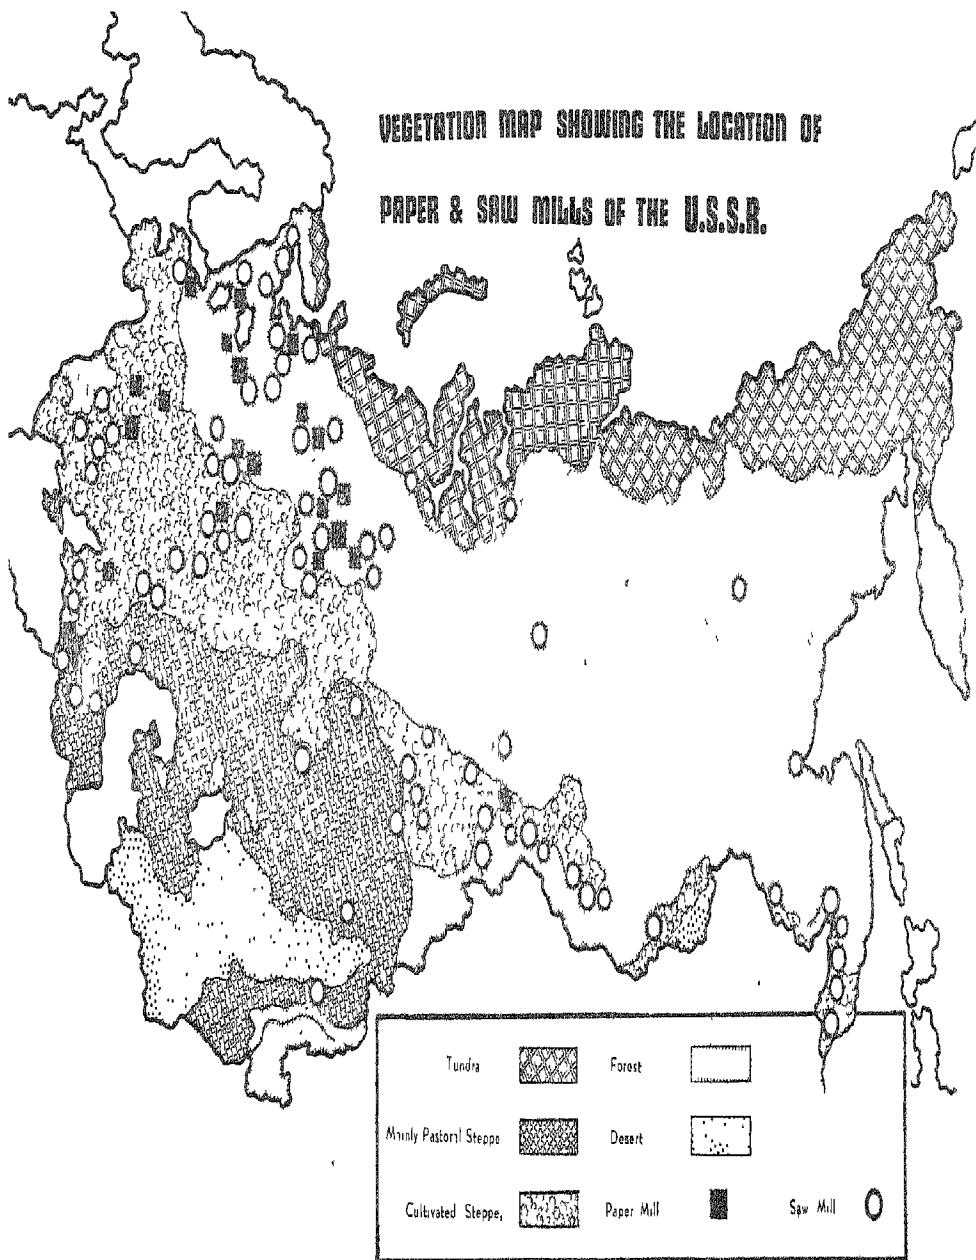 VEGETATION MAP SHOWING THE LOCATION OF
PAPER & SAW MILLS OF THE U.S.S.R.
Tundra Forest
Mainly Pastoral Steppe Desert
Cultivated Steppe, Paper Mill Saw Mill